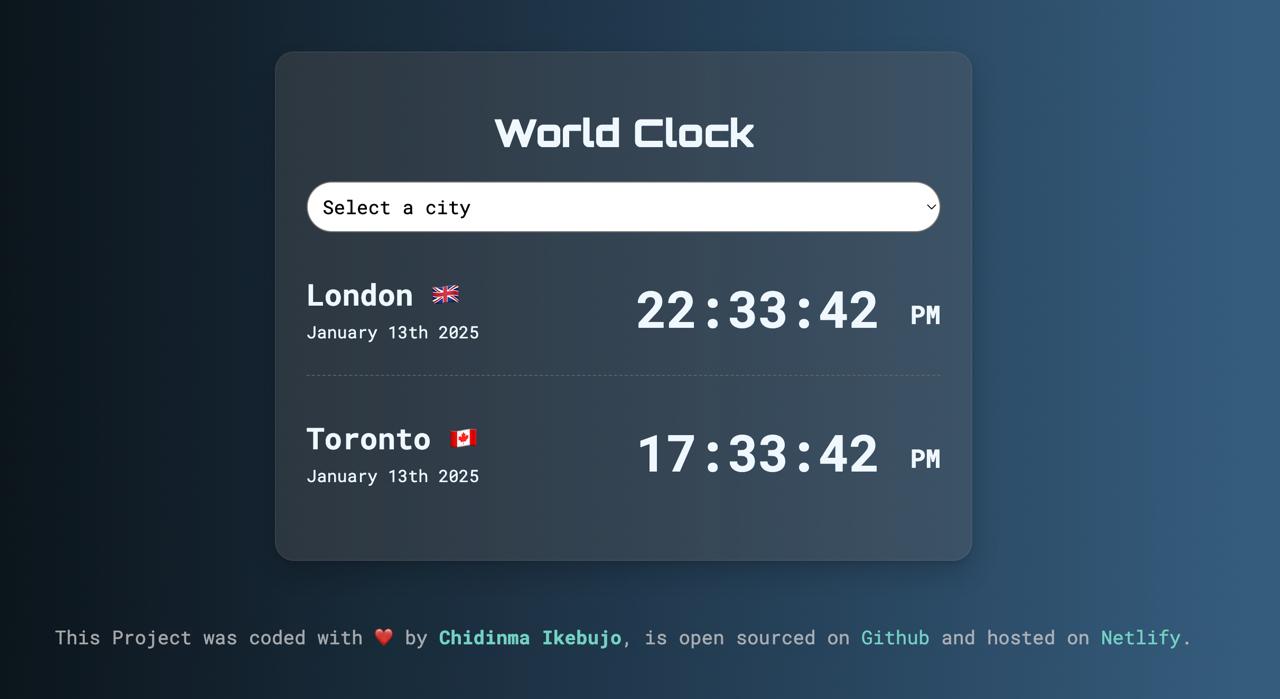 World Clock
Select a city
London 🇬🇧
January 13th 2025
22:33:42 PM
Toronto 🇨🇦
January 13th 2025
17:33:42 PM
This Project was coded with ❤️ by Chidinma Ikebujo, is open sourced on Github and hosted on Netlify.